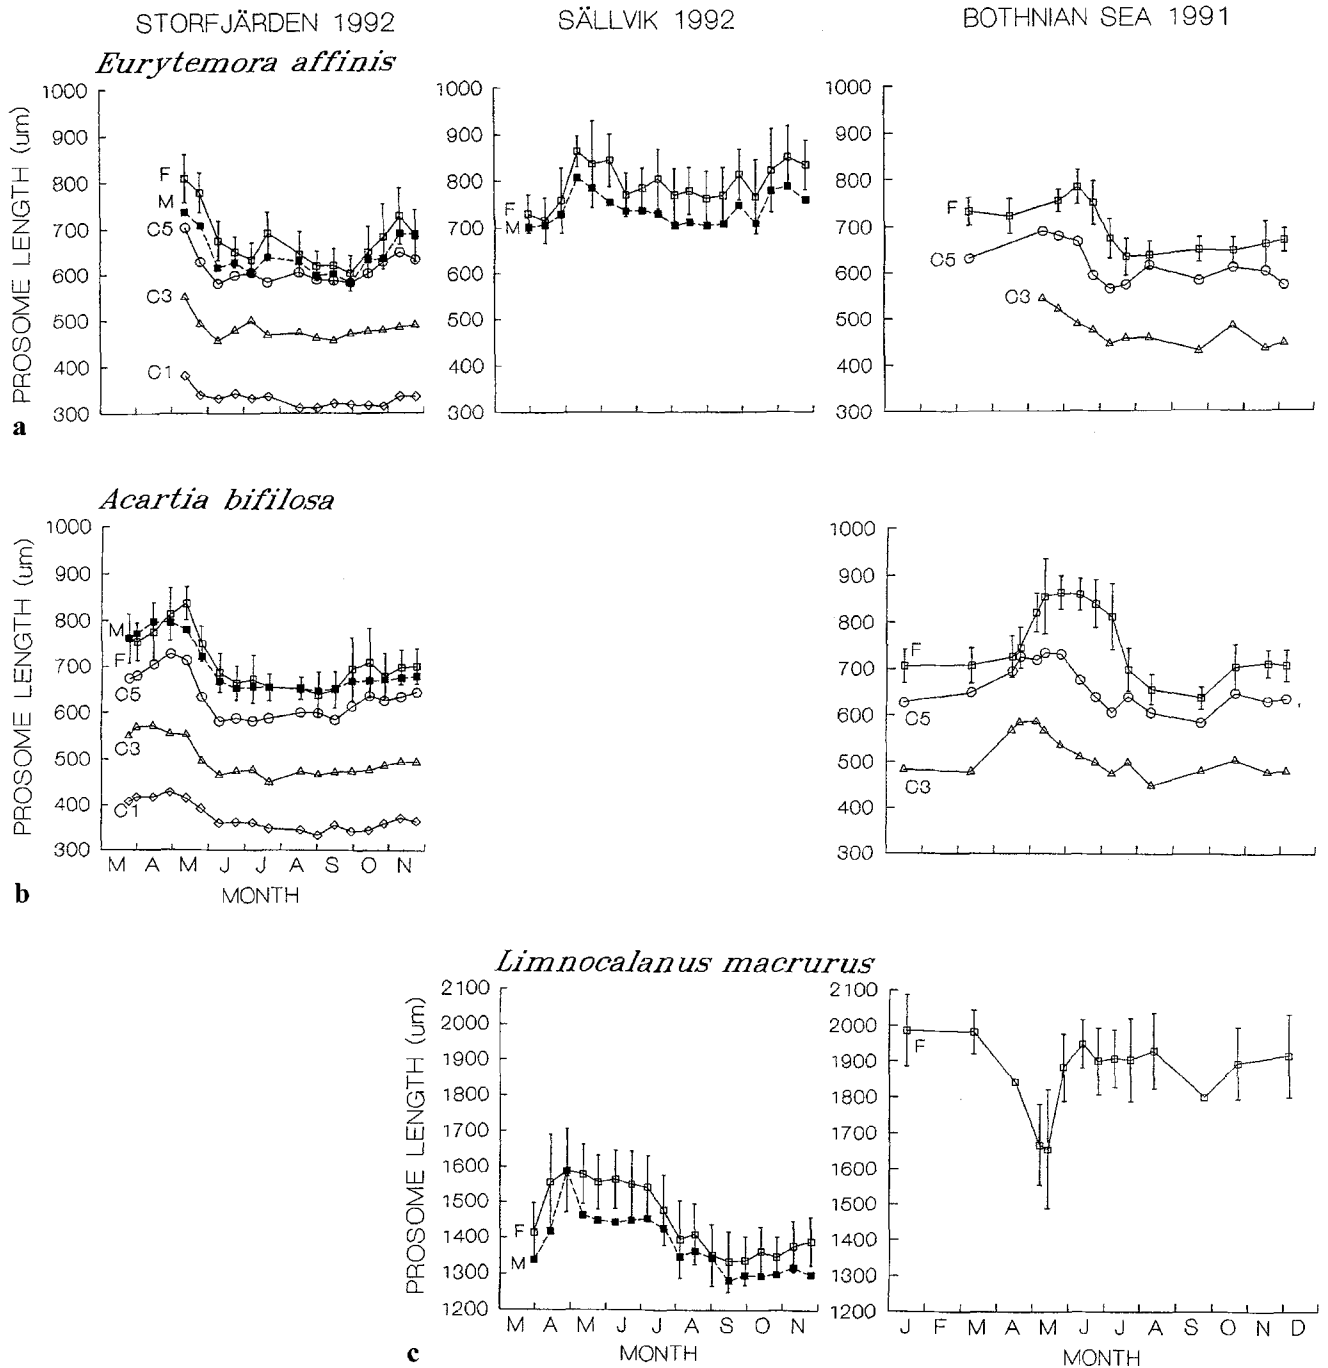 STORFJÄRDEN 1992
SÄLLVIK 1992
BOTHNIAN SEA 1991
Eurytemora affinis
PROSOME LENGTH (um)
1000
900
800
700
600
500
400
300
F
M
C5
C3
C1
1000
900
800
700
600
500
400
300
F
M
1000
900
800
700
600
500
400
300
F
C5
C3
a
Acartia bifilosa
PROSOME LENGTH (um)
1000
900
800
700
600
500
400
300
M
F
C5
C3
C1
M A M J J A S O N
MONTH
1000
900
800
700
600
500
400
300
F
C5
C3
b
Limnocalanus macrurus
PROSOME LENGTH (um)
2100
2000
1900
1800
1700
1600
1500
1400
1300
1200
F
M
M A M J J A S O N
MONTH
2100
2000
1900
1800
1700
1600
1500
1400
1300
1200
F
J F M A M J J A S O N D
MONTH
c